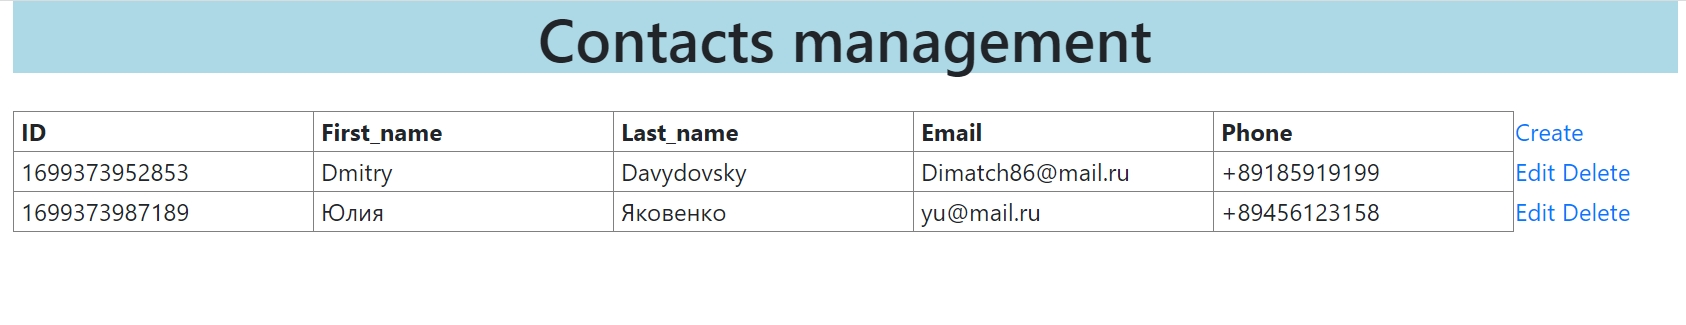 Contacts management
ID First_name Last_name Email Phone Create
1699373952853 Dmitry Davydovsky Dimatch86@mail.ru +89185919199 Edit Delete
1699373987189 Юлия Яковенко yu@mail.ru +89456123158 Edit Delete